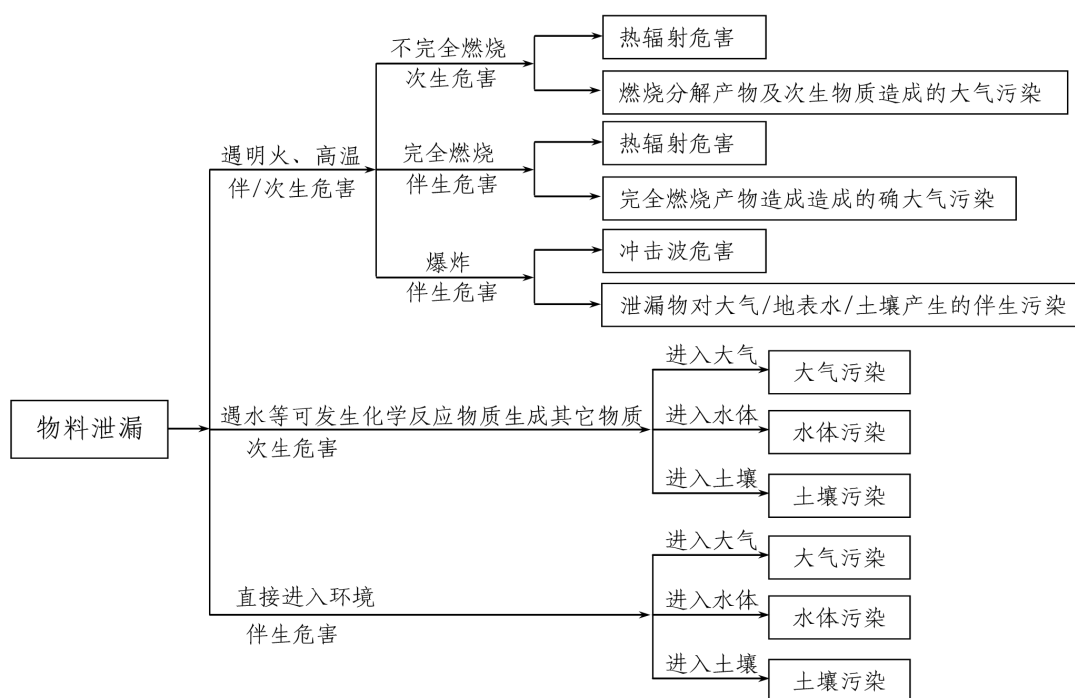 热辐射危害
不完全燃烧
次生危害
燃烧分解产物及次生物质造成的大气污染
热辐射危害
遇明火、高温
伴/次生危害
完全燃烧
伴生危害
完全燃烧产物造成造成的确大气污染
冲击波危害
爆炸
伴生危害
泄漏物对大气/地表水/土壤产生的伴生污染
进入大气
大气污染
物料泄漏
遇水等可发生化学反应物质生成其它物质
次生危害
进入水体
水体污染
进入土壤
土壤污染
进入大气
大气污染
直接进入环境
伴生危害
进入水体
水体污染
进入土壤
土壤污染